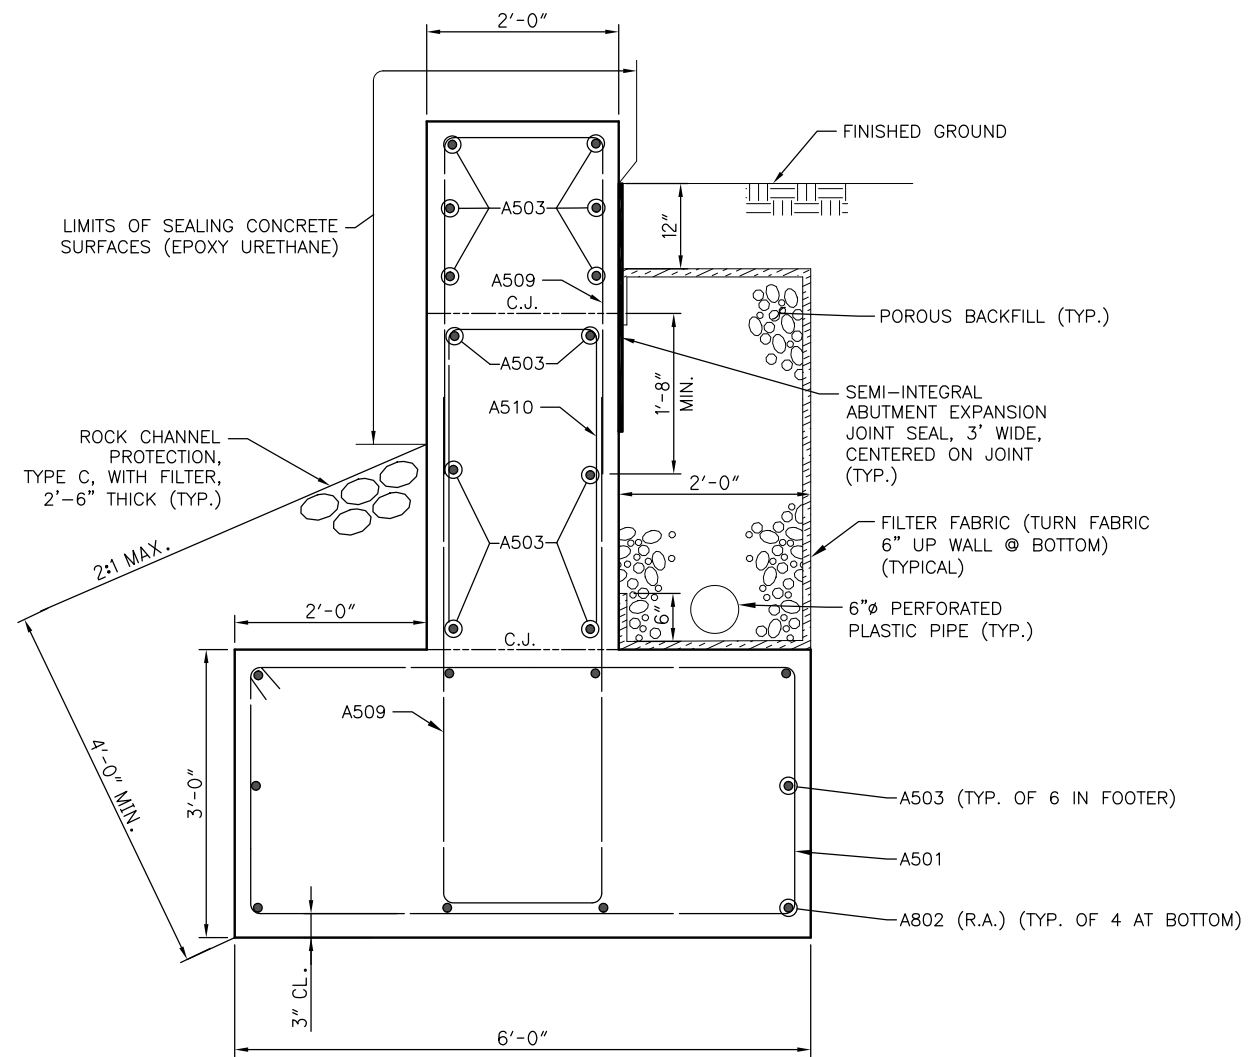 2'-0"
FINISHED GROUND
LIMITS OF SEALING CONCRETE
SURFACES (EPOXY URETHANE)
A503
12"
A509
C.J.
POROUS BACKFILL (TYP.)
A503
1'-8"
MIN.
A510
SEMI-INTEGRAL
ABUTMENT EXPANSION
JOINT SEAL, 3' WIDE,
CENTERED ON JOINT
(TYP.)
ROCK CHANNEL
PROTECTION,
TYPE C, WITH FILTER,
2'-6" THICK (TYP.)
2'-0"
A503
FILTER FABRIC (TURN FABRIC
6" UP WALL @ BOTTOM)
(TYPICAL)
2:1 MAX.
2'-0"
6"
6"ø PERFORATED
PLASTIC PIPE (TYP.)
C.J.
A509
4'-0" MIN.
3'-0"
A503 (TYP. OF 6 IN FOOTER)
A501
A802 (R.A.) (TYP. OF 4 AT BOTTOM)
3" CL.
6'-0"